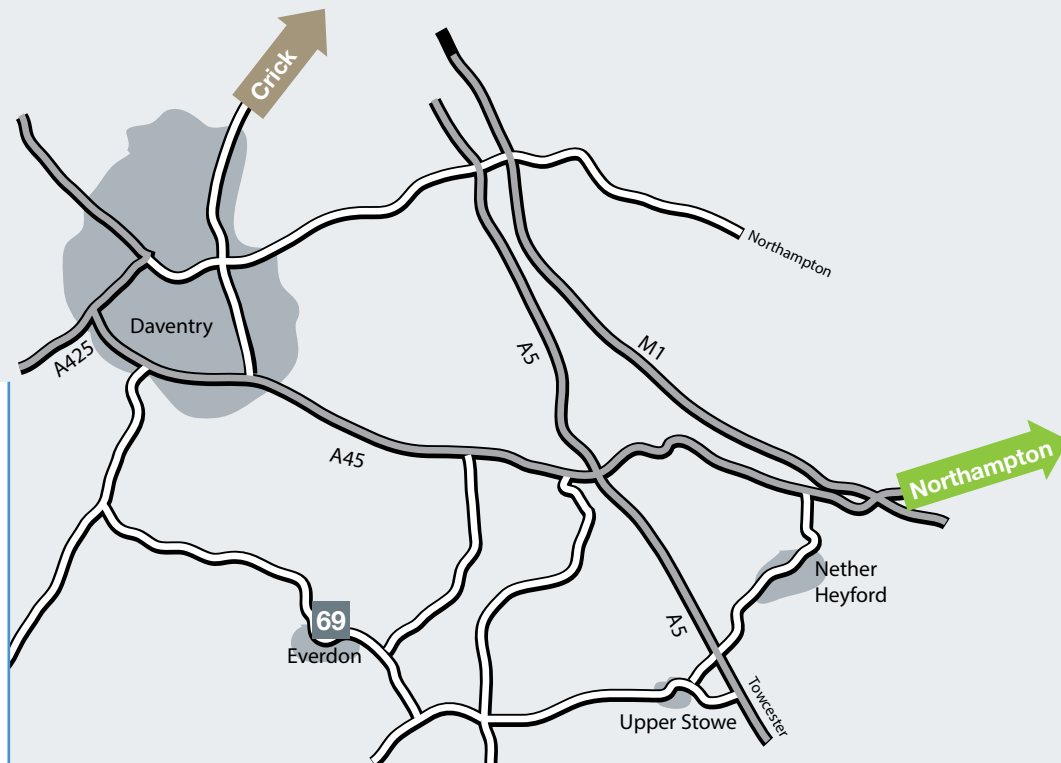 Crick
Northampton
Daventry
A425
A5
M1
A45
Northampton
Nether
Heyford
69
Everdon
A5
Towcester
Upper Stowe